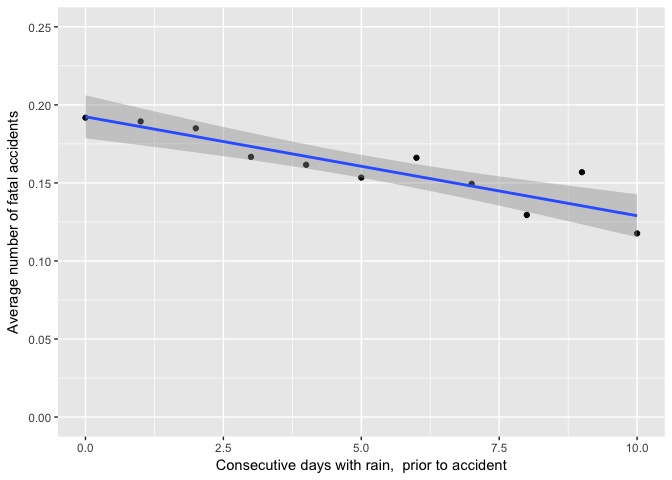 0.25
0.20
0.15
0.10
0.05
0.00
Average number of fatal accidents
0.0 2.5 5.0 7.5 10.0
Consecutive days with rain,  prior to accident